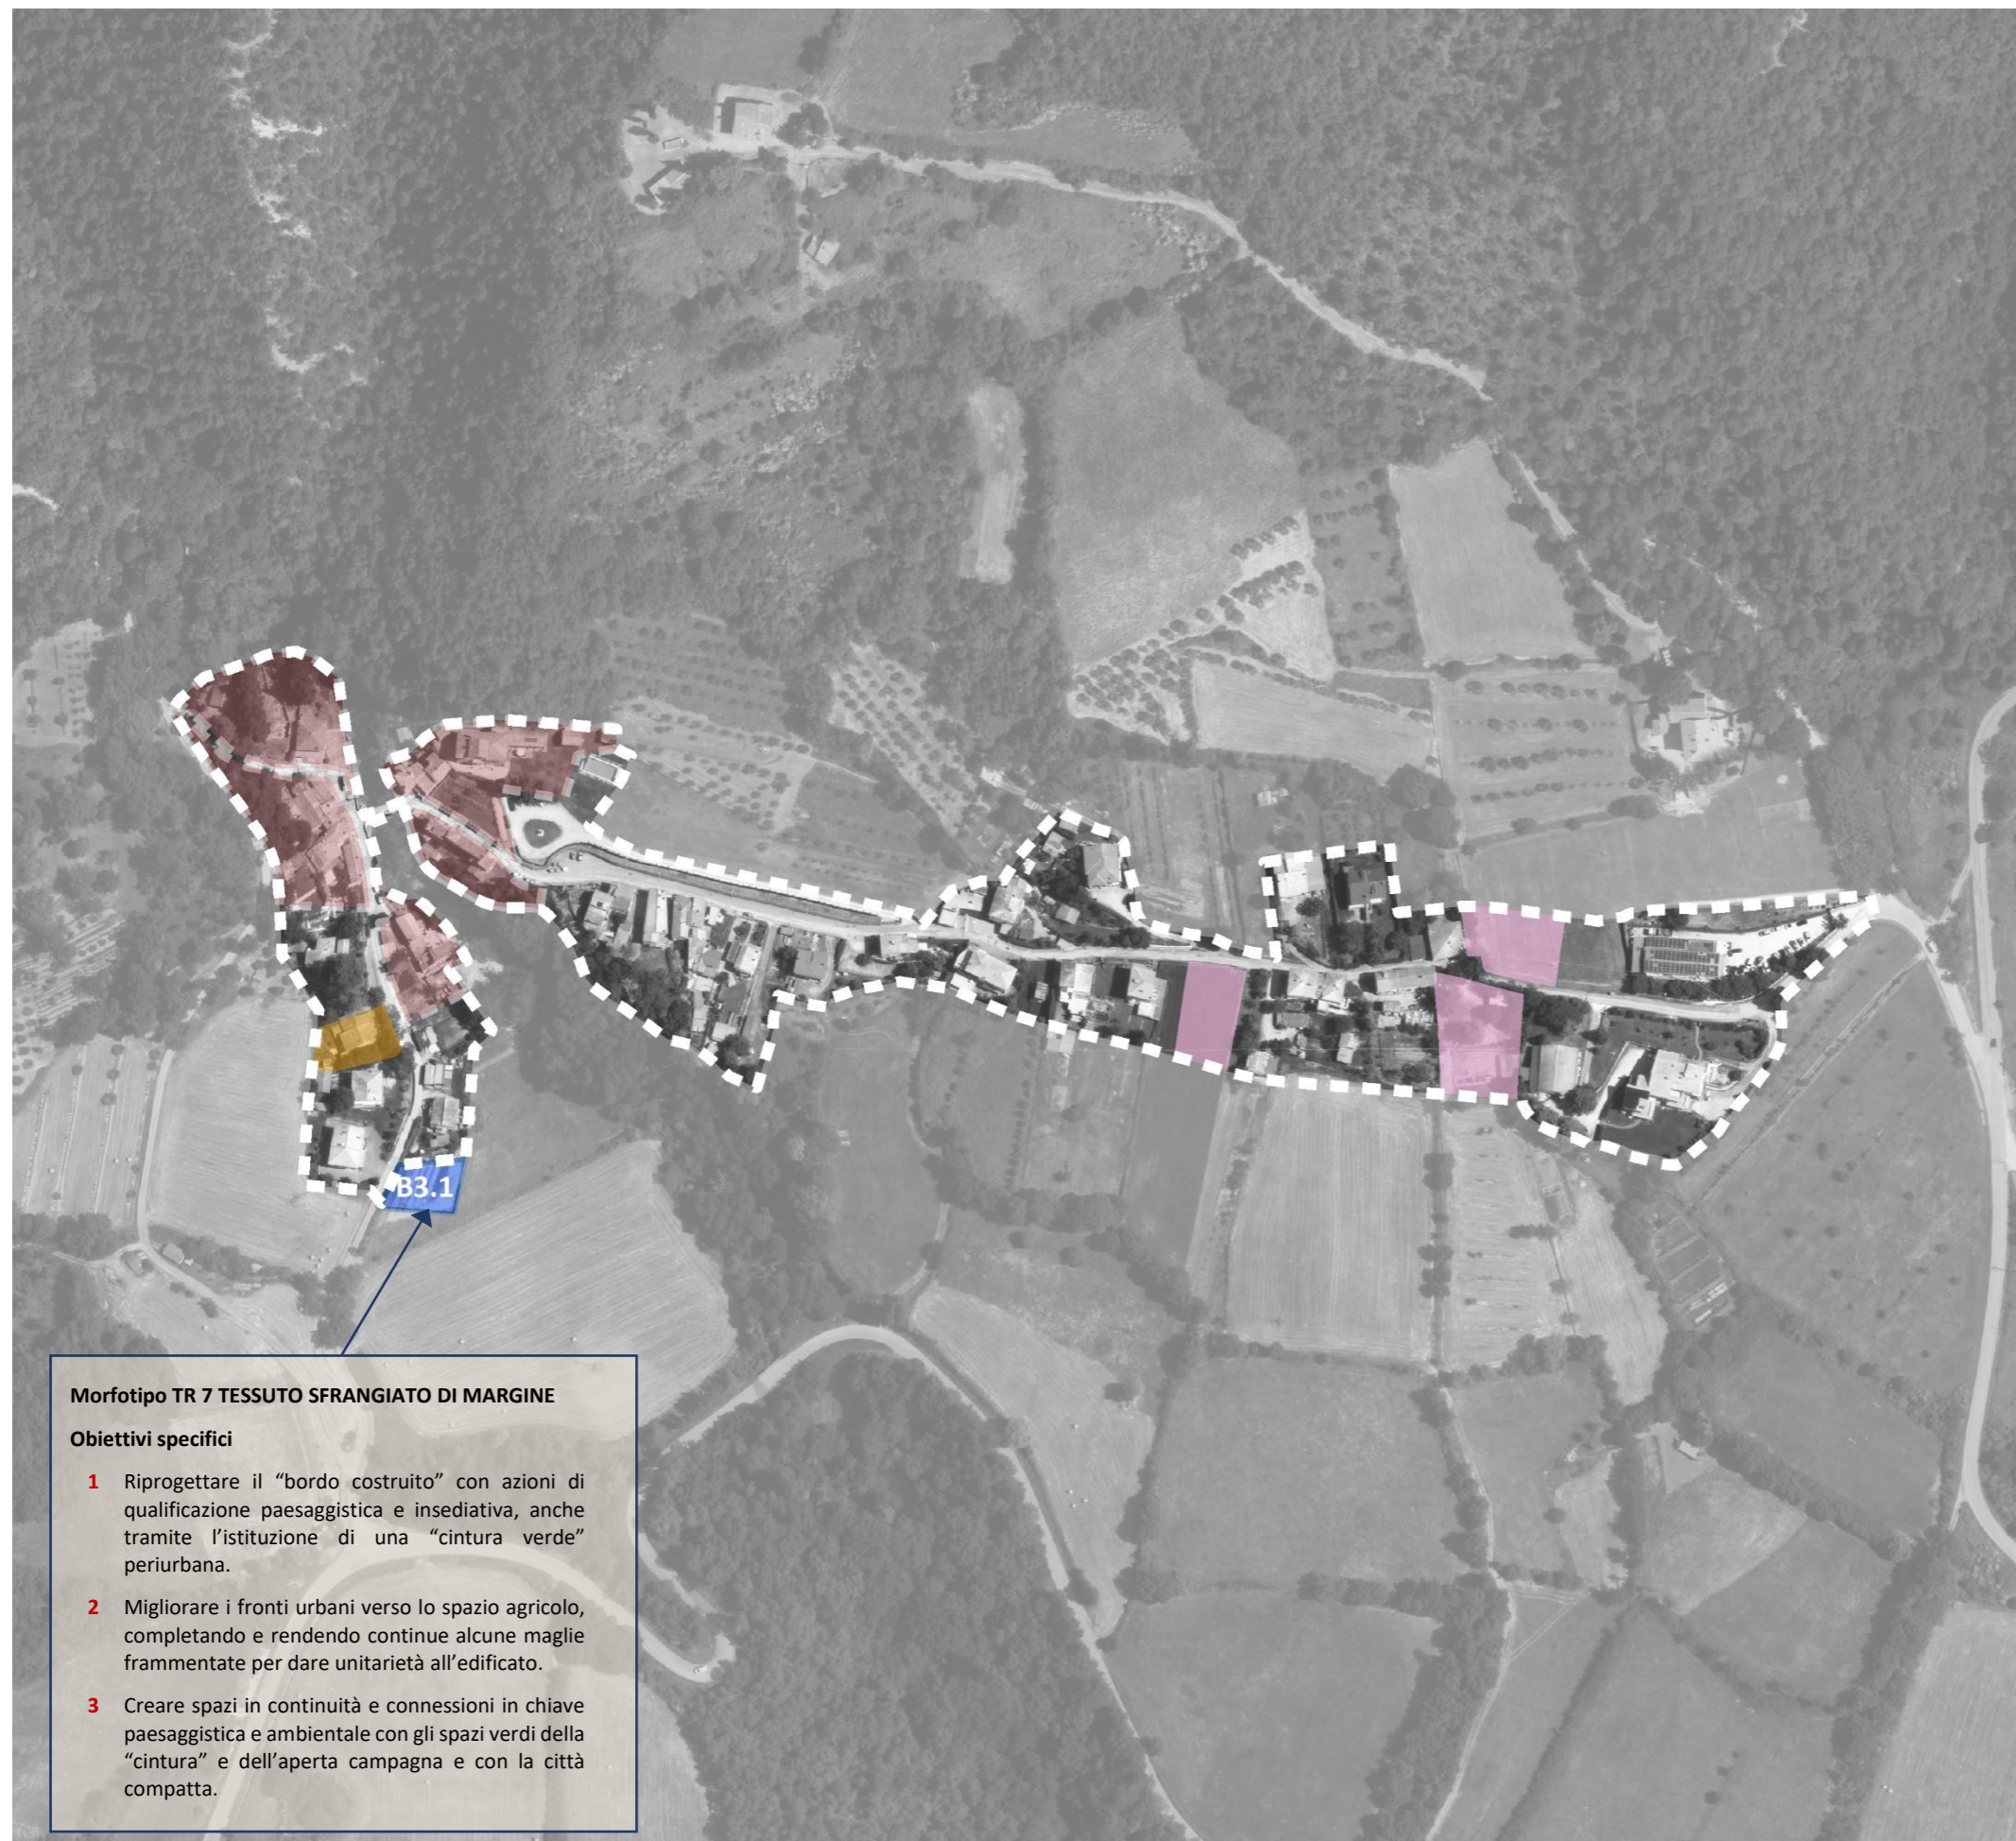 B3.1
Morfotipo TR 7 TESSUTO SFRANGIATO DI MARGINE
Obiettivi specifici
1 Riprogettare il “bordo costruito” con azioni di
qualificazione paesaggistica e insediativa, anche
tramite l’istituzione di una “cintura verde”
periurbana.
2 Migliorare i fronti urbani verso lo spazio agricolo,
completando e rendendo continue alcune maglie
frammentate per dare unitarietà all’edificato.
3 Creare spazi in continuità e connessioni in chiave
paesaggistica e ambientale con gli spazi verdi della
“cintura” e dell’aperta campagna e con la città
compatta.